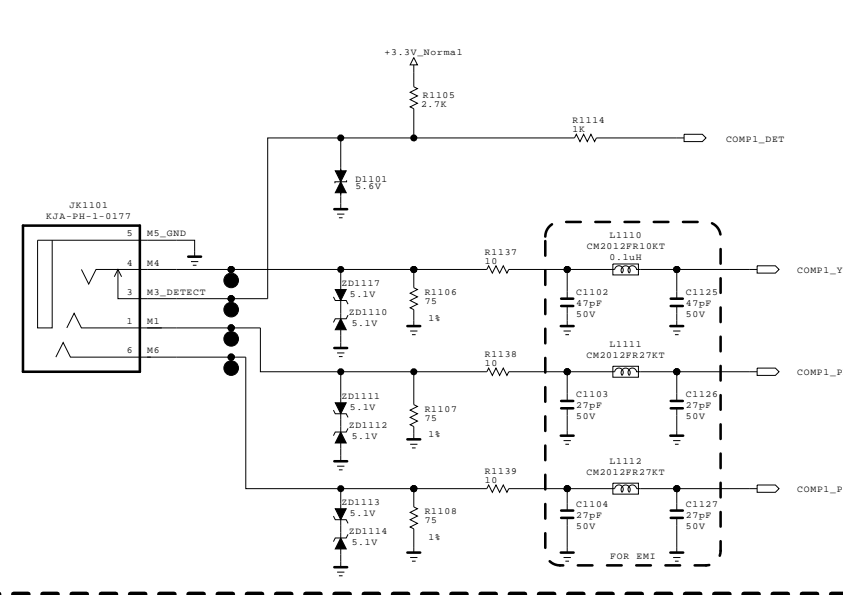 +3.3V_Normal
R1105
2.7K
R1114
1K
COMP1_DET
D1101
5.6V
JK1101
KJA-PH-1-0177
5 M5_GND
4 M4
3 M3_DETECT
1 M1
6 M6
L1110
CM2012FR10KT
0.1uH
R1137
10
COMP1_Y
ZD1117
5.1V
ZD1110
5.1V
R1106
75
1%
C1102
47pF
50V
C1125
47pF
50V
L1111
CM2012FR27KT
R1138
10
COMP1_P
ZD1111
5.1V
ZD1112
5.1V
R1107
75
1%
C1103
27pF
50V
C1126
27pF
50V
L1112
CM2012FR27KT
R1139
10
COMP1_P
ZD1113
5.1V
ZD1114
5.1V
R1108
75
1%
C1104
27pF
50V
C1127
27pF
50V
FOR EMI